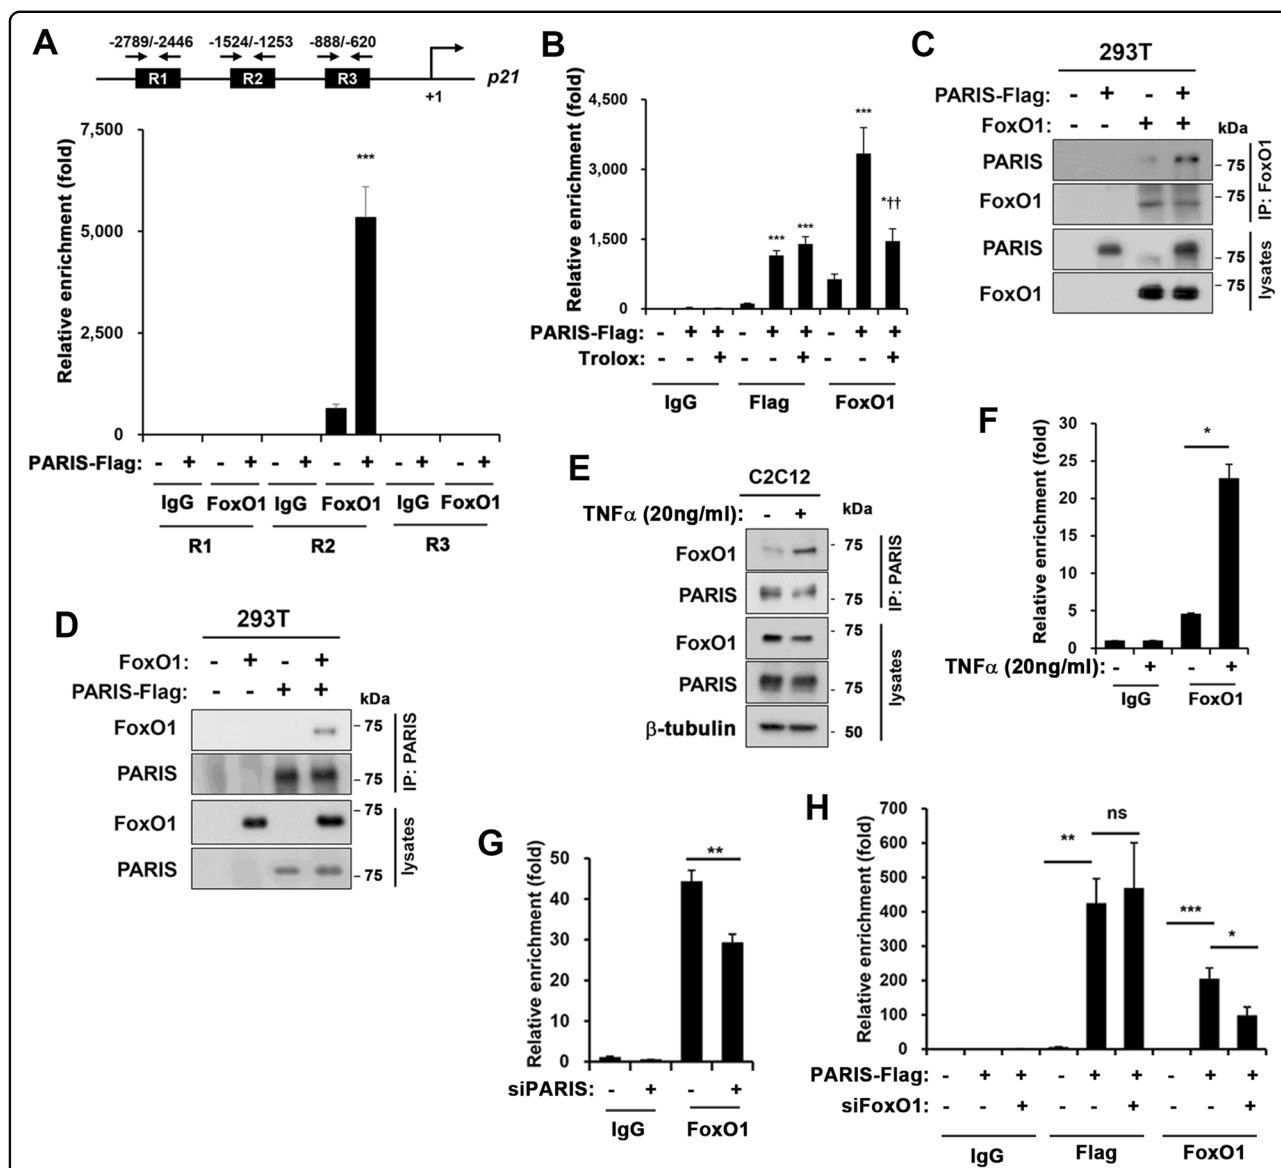 A
-2789/-2446 -1524/-1253 -888/-620
R1 R2 R3 p21
+1
Relative enrichment (fold)
7,500
5,000
2,500
0
***
PARIS-Flag: - + - + - + - + - + - +
IgG FoxO1 IgG FoxO1 IgG FoxO1
R1 R2 R3
B
Relative enrichment (fold)
4,500
3,000
1,500
0
*** *** *** *††
PARIS-Flag: - + + - + + - + +
Trolox: - - + - - + - - +
IgG Flag FoxO1
C
293T
PARIS-Flag: - + - +
FoxO1: - - + + kDa
PARIS - 75
FoxO1 - 75
IP: FoxO1
PARIS - 75
FoxO1 - 75
lysates
D
293T
FoxO1: - + - +
PARIS-Flag: - - + + kDa
FoxO1 - 75
PARIS - 75
IP: PARIS
FoxO1 - 75
PARIS - 75
lysates
E
C2C12
TNFα (20ng/ml): - + kDa
FoxO1 - 75
PARIS - 75
IP: PARIS
FoxO1 - 75
PARIS - 75
β-tubulin - 50
lysates
F
Relative enrichment (fold)
30
25
20
15
10
5
0
*
TNFα (20ng/ml): - + - +
IgG FoxO1
G
Relative enrichment (fold)
50
40
30
20
10
0
**
siPARIS: - + - +
IgG FoxO1
H
Relative enrichment (fold)
700
600
500
400
300
200
100
0
** ns *** *
PARIS-Flag: - + + - + + - + +
siFoxO1: - - + - - + - - +
IgG Flag FoxO1